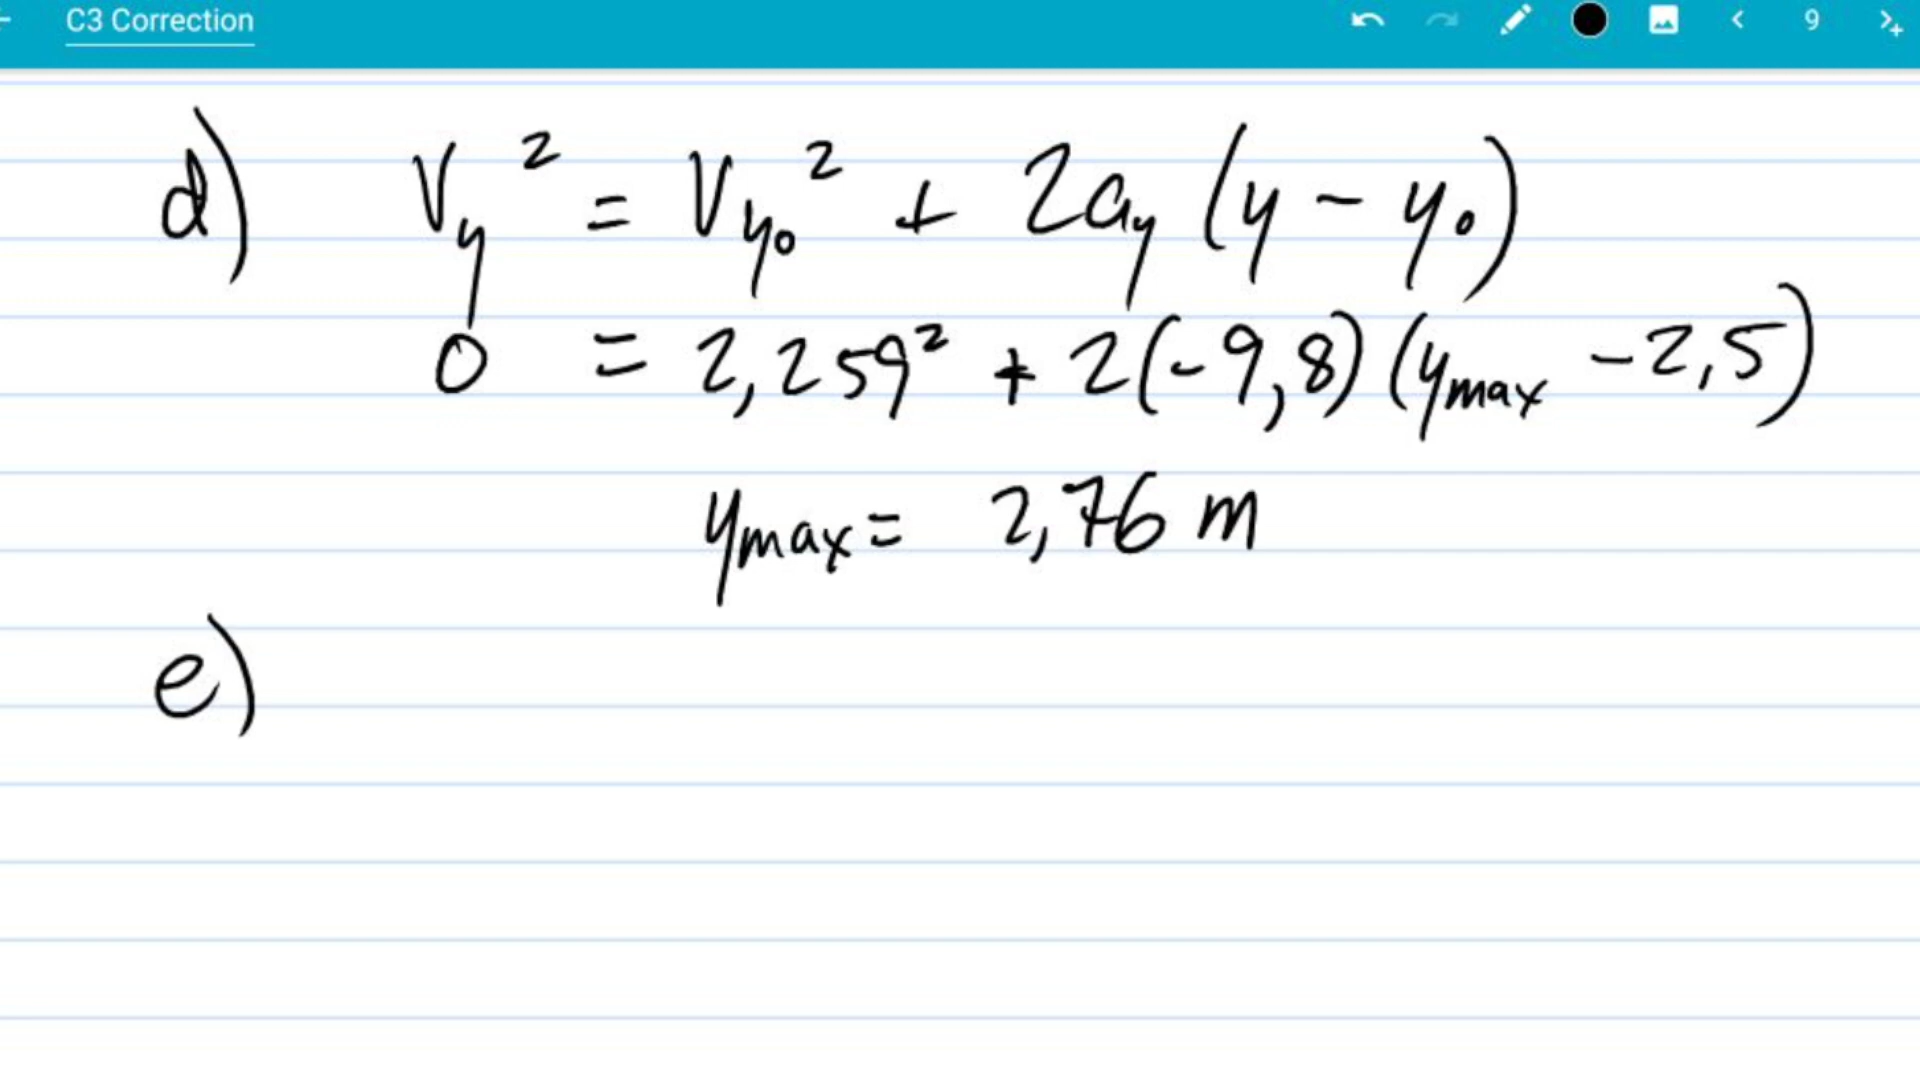 C3 Correction 9
d) Vy² = Vy₀² + 2ay (y - y₀)
0 = 2,259² + 2(-9,8)(ymax - 2,5)
ymax = 2,76 m
e)